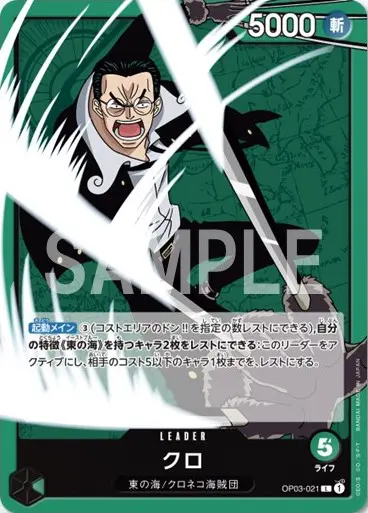 5000 斬
SAMPLE
起動メイン ③(コストエリアのドン!!を指定の数レストにできる),自分
の特徴《東の海》を持つキャラ2枚をレストにできる:このリーダーをア
クティブにし、相手のコスト5以下のキャラ1枚までを、レストにする。
LEADER
クロ
5
ライフ
東の海/クロネコ海賊団
OP03-021 L 1
©E.O./S. ©O./S・F・T BANDAI MADE IN JAPAN